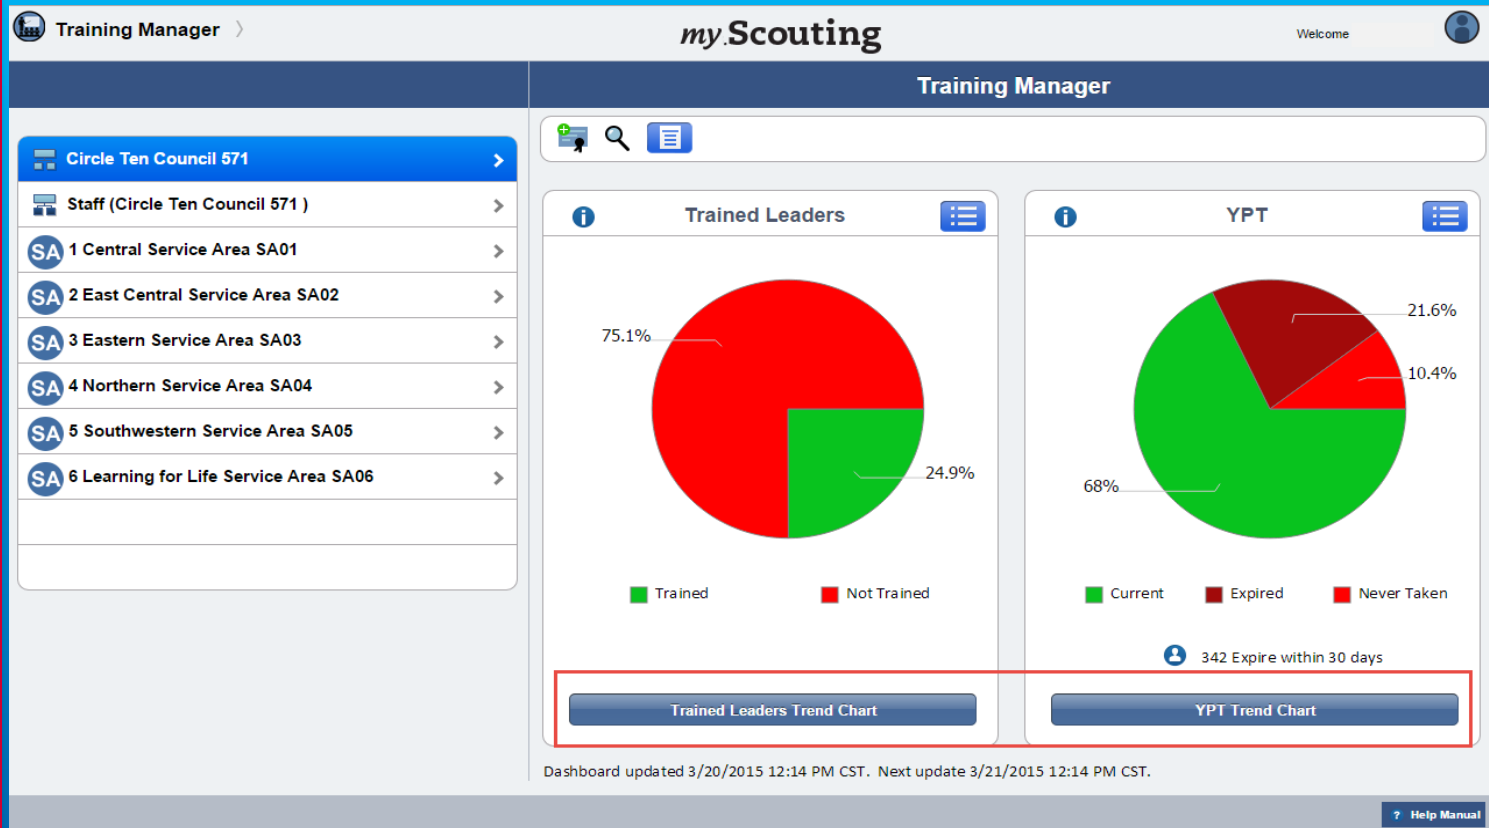 Training Manager
my.Scouting
Welcome
Training Manager
Circle Ten Council 571
Staff (Circle Ten Council 571 )
SA 1 Central Service Area SA01
SA 2 East Central Service Area SA02
SA 3 Eastern Service Area SA03
SA 4 Northern Service Area SA04
SA 5 Southwestern Service Area SA05
SA 6 Learning for Life Service Area SA06
Trained Leaders
75.1%
24.9%
Trained Not Trained
Trained Leaders Trend Chart
YPT
21.6%
10.4%
68%
Current Expired Never Taken
342 Expire within 30 days
YPT Trend Chart
Dashboard updated 3/20/2015 12:14 PM CST. Next update 3/21/2015 12:14 PM CST.
? Help Manual